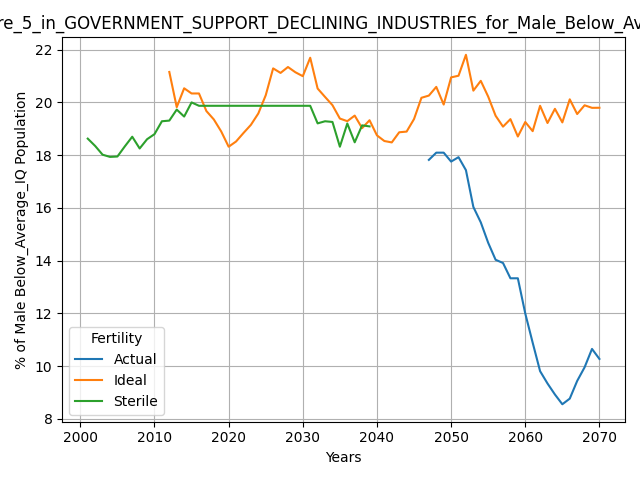 re_5_in_GOVERNMENT_SUPPORT_DECLINING_INDUSTRIES_for_Male_Below_Av
% of Male Below_Average_IQ Population
22
20
18
16
14
12
10
8
Fertility
Actual
Ideal
Sterile
2000 2010 2020 2030 2040 2050 2060 2070
Years